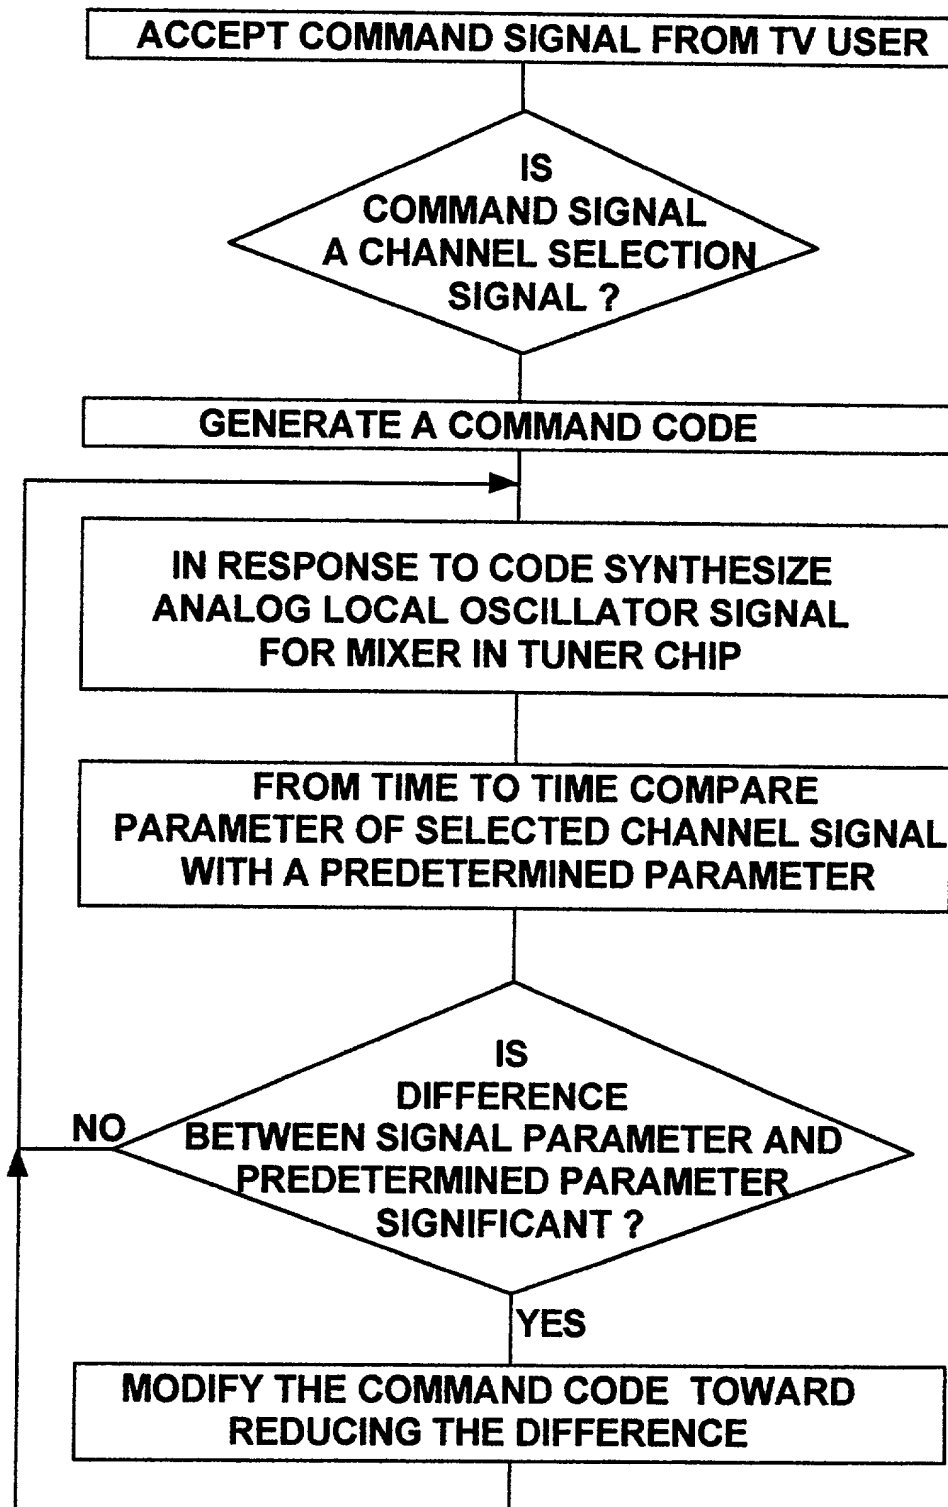 ACCEPT COMMAND SIGNAL FROM TV USER
IS
COMMAND SIGNAL
A CHANNEL SELECTION
SIGNAL ?
GENERATE A COMMAND CODE
IN RESPONSE TO CODE SYNTHESIZE
ANALOG LOCAL OSCILLATOR SIGNAL
FOR MIXER IN TUNER CHIP
FROM TIME TO TIME COMPARE
PARAMETER OF SELECTED CHANNEL SIGNAL
WITH A PREDETERMINED PARAMETER
IS
DIFFERENCE
BETWEEN SIGNAL PARAMETER AND
PREDETERMINED PARAMETER
SIGNIFICANT ?
NO
YES
MODIFY THE COMMAND CODE TOWARD
REDUCING THE DIFFERENCE